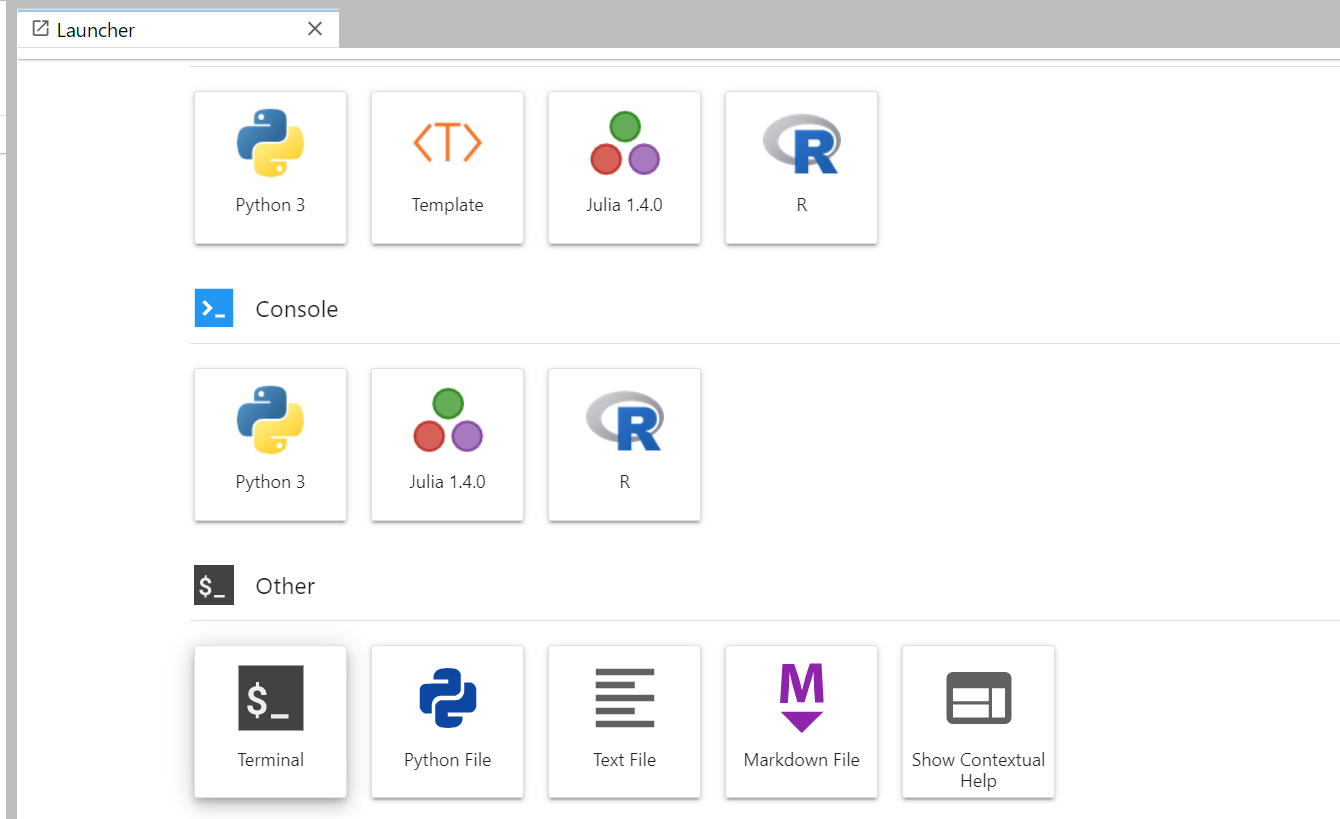 Launcher
Python 3
Template
Julia 1.4.0
R
Console
Python 3
Julia 1.4.0
R
$_ Other
Terminal
Python File
Text File
Markdown File
Show Contextual
Help